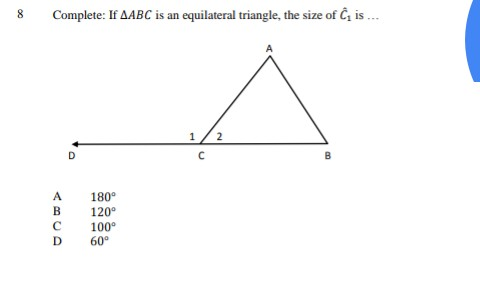 8 Complete: If ΔABC is an equilateral triangle, the size of Ĉ₁ is …
A
1 2
D C B
A 180°
B 120°
C 100°
D 60°